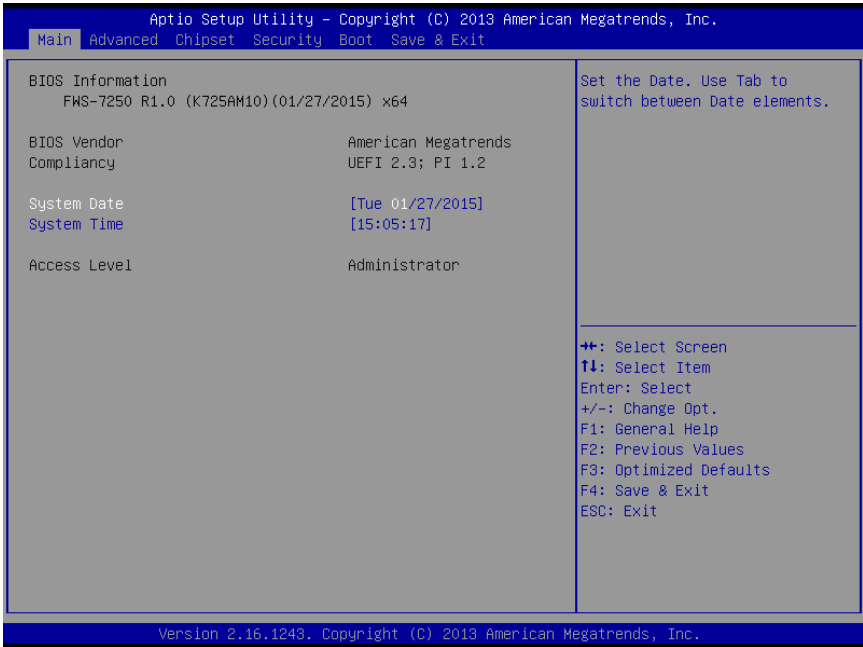 Aptio Setup Utility – Copyright (C) 2013 American Megatrends, Inc.
Main Advanced Chipset Security Boot Save & Exit
BIOS Information
FWS-7250 R1.0 (K725AM10)(01/27/2015) x64
BIOS Vendor American Megatrends
Compliancy UEFI 2.3; PI 1.2
System Date [Tue 01/27/2015]
System Time [15:05:17]
Access Level Administrator
Set the Date. Use Tab to
switch between Date elements.
→←: Select Screen
↑↓: Select Item
Enter: Select
+/-: Change Opt.
F1: General Help
F2: Previous Values
F3: Optimized Defaults
F4: Save & Exit
ESC: Exit
Version 2.16.1243. Copyright (C) 2013 American Megatrends, Inc.